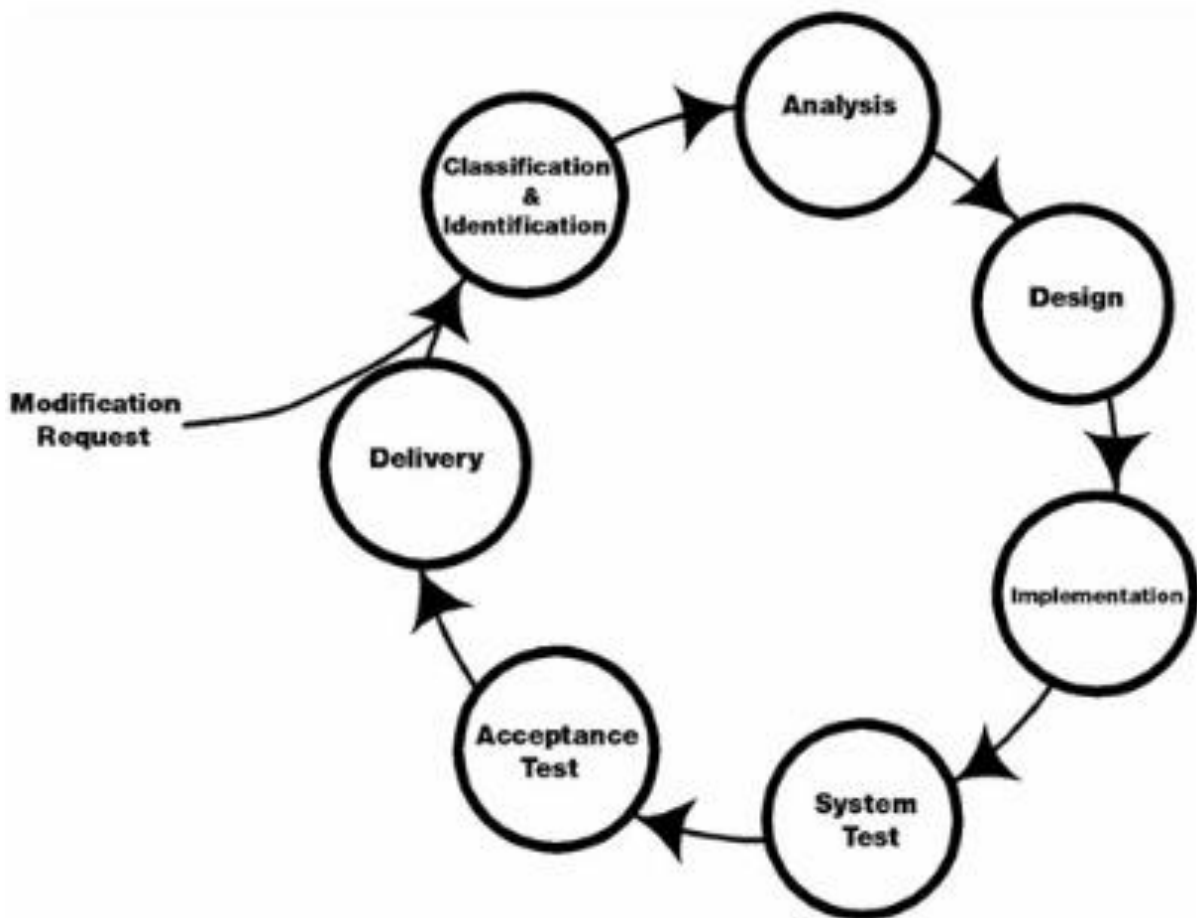 Analysis
Classification
&
Identification
Design
Modification
Request
Delivery
Implementation
Acceptance
Test
System
Test